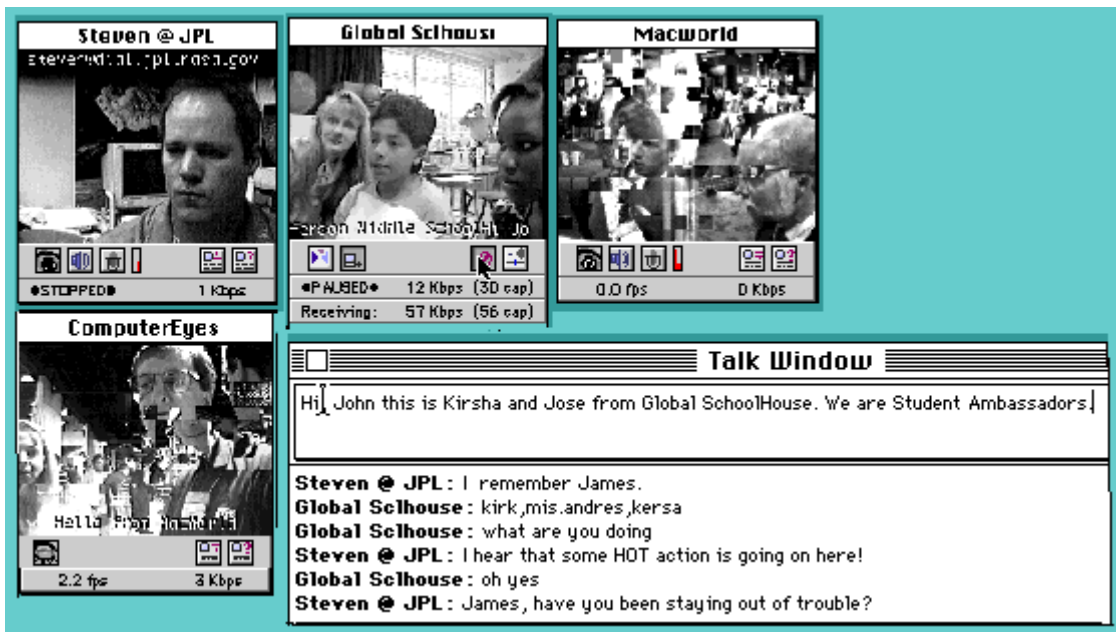 Steven @ JPL
steven@dial.jpl.nasa.gov
●STOPPED●
1 Kbps
Global Sclhousı
●PAUSED● 12 Kbps (30 cap)
Receiving: 57 Kbps (56 cap)
Macworld
0.0 fps
0 Kbps
ComputerEyes
Hello from MacWorld
2.2 fps
3 Kbps
Talk Window
Hi, John this is Kirsha and Jose from Global SchoolHouse. We are Student Ambassadors.
Steven @ JPL: I remember James.
Global Sclhouse: kirk,mis.andres,kersa
Global Sclhouse: what are you doing
Steven @ JPL: I hear that some HOT action is going on here!
Global Sclhouse: oh yes
Steven @ JPL: James, have you been staying out of trouble?